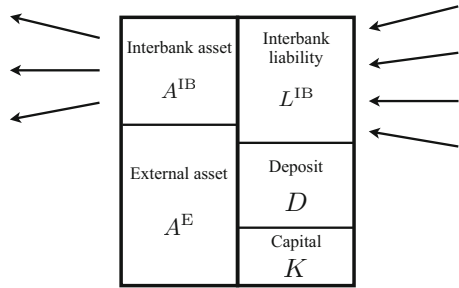 Interbank asset
A^IB
External asset
A^E
Interbank
liability
L^IB
Deposit
D
Capital
K